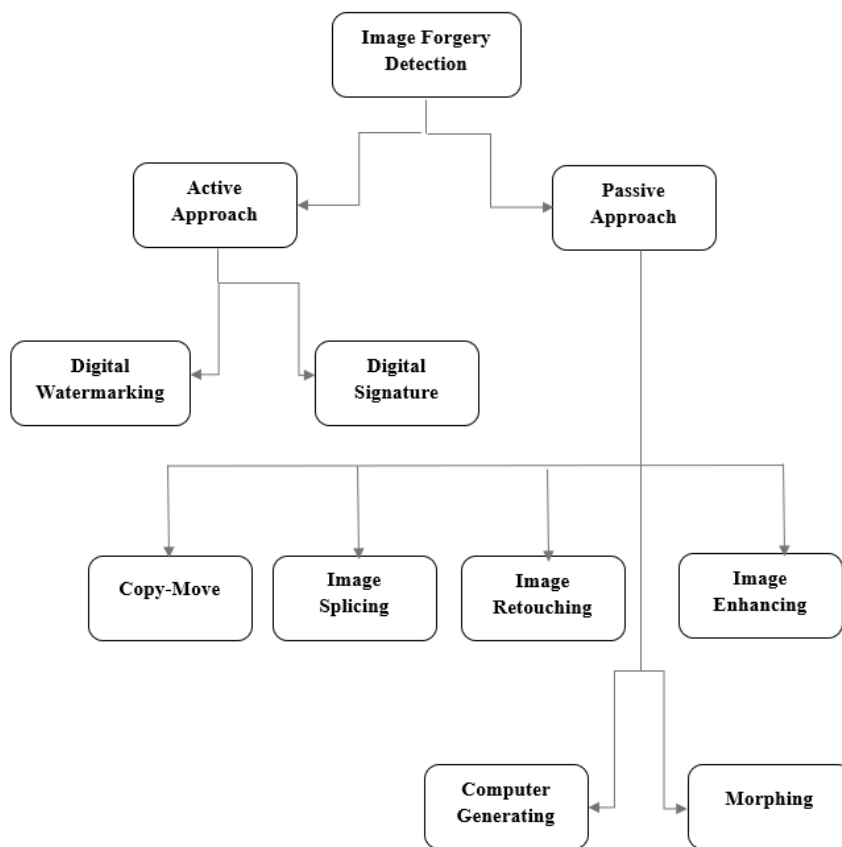 Image Forgery
Detection
Active
Approach
Passive
Approach
Digital
Watermarking
Digital
Signature
Copy-Move
Image
Splicing
Image
Retouching
Image
Enhancing
Computer
Generating
Morphing